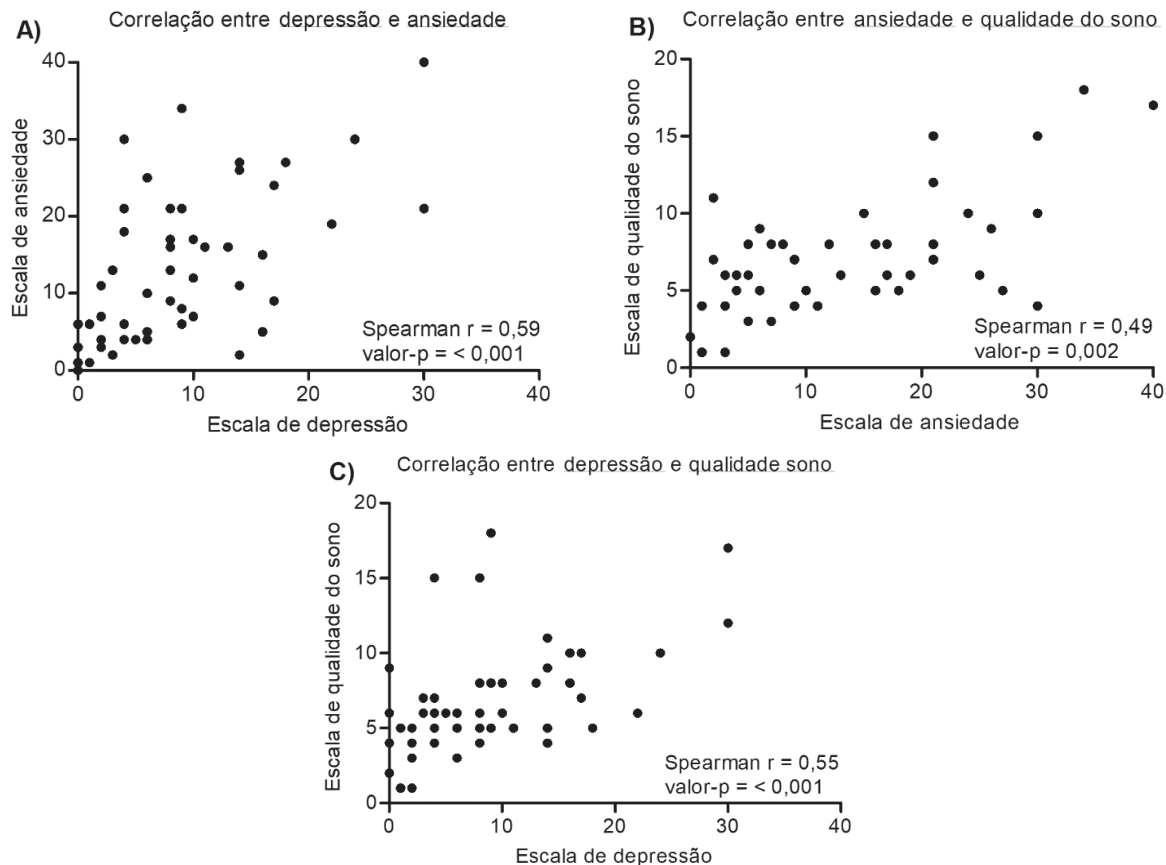 A)
Correlação entre depressão e ansiedade
Escala de ansiedade
40
30
20
10
0
0 10 20 30 40
Spearman r = 0,59
valor-p = < 0,001
Escala de depressão
B)
Correlação entre ansiedade e qualidade do sono
Escala de qualidade do sono
20
15
10
5
0
0 10 20 30 40
Spearman r = 0,49
valor-p = 0,002
Escala de ansiedade
C)
Correlação entre depressão e qualidade sono
Escala de qualidade do sono
20
15
10
5
0
0 10 20 30 40
Spearman r = 0,55
valor-p = < 0,001
Escala de depressão